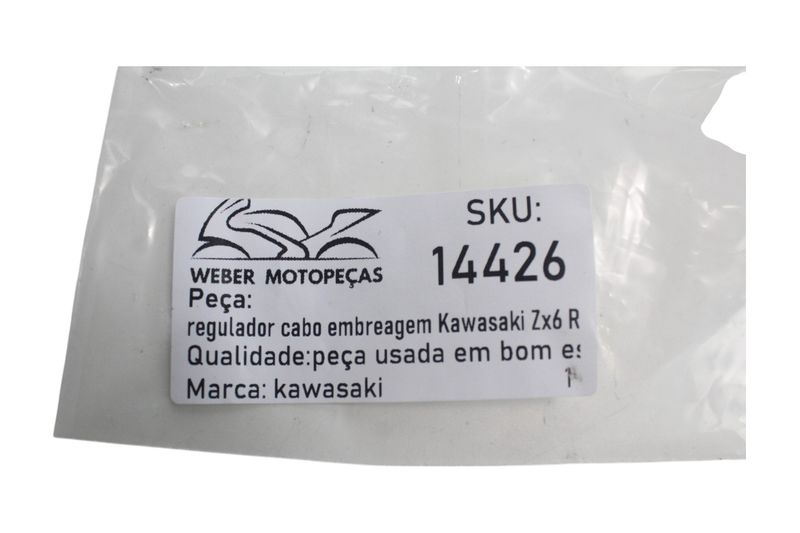 SKU:
14426
WEBER MOTOPEÇAS
Peça:
regulador cabo embreagem Kawasaki Zx6 R
Qualidade:peça usada em bom
Marca: kawasaki